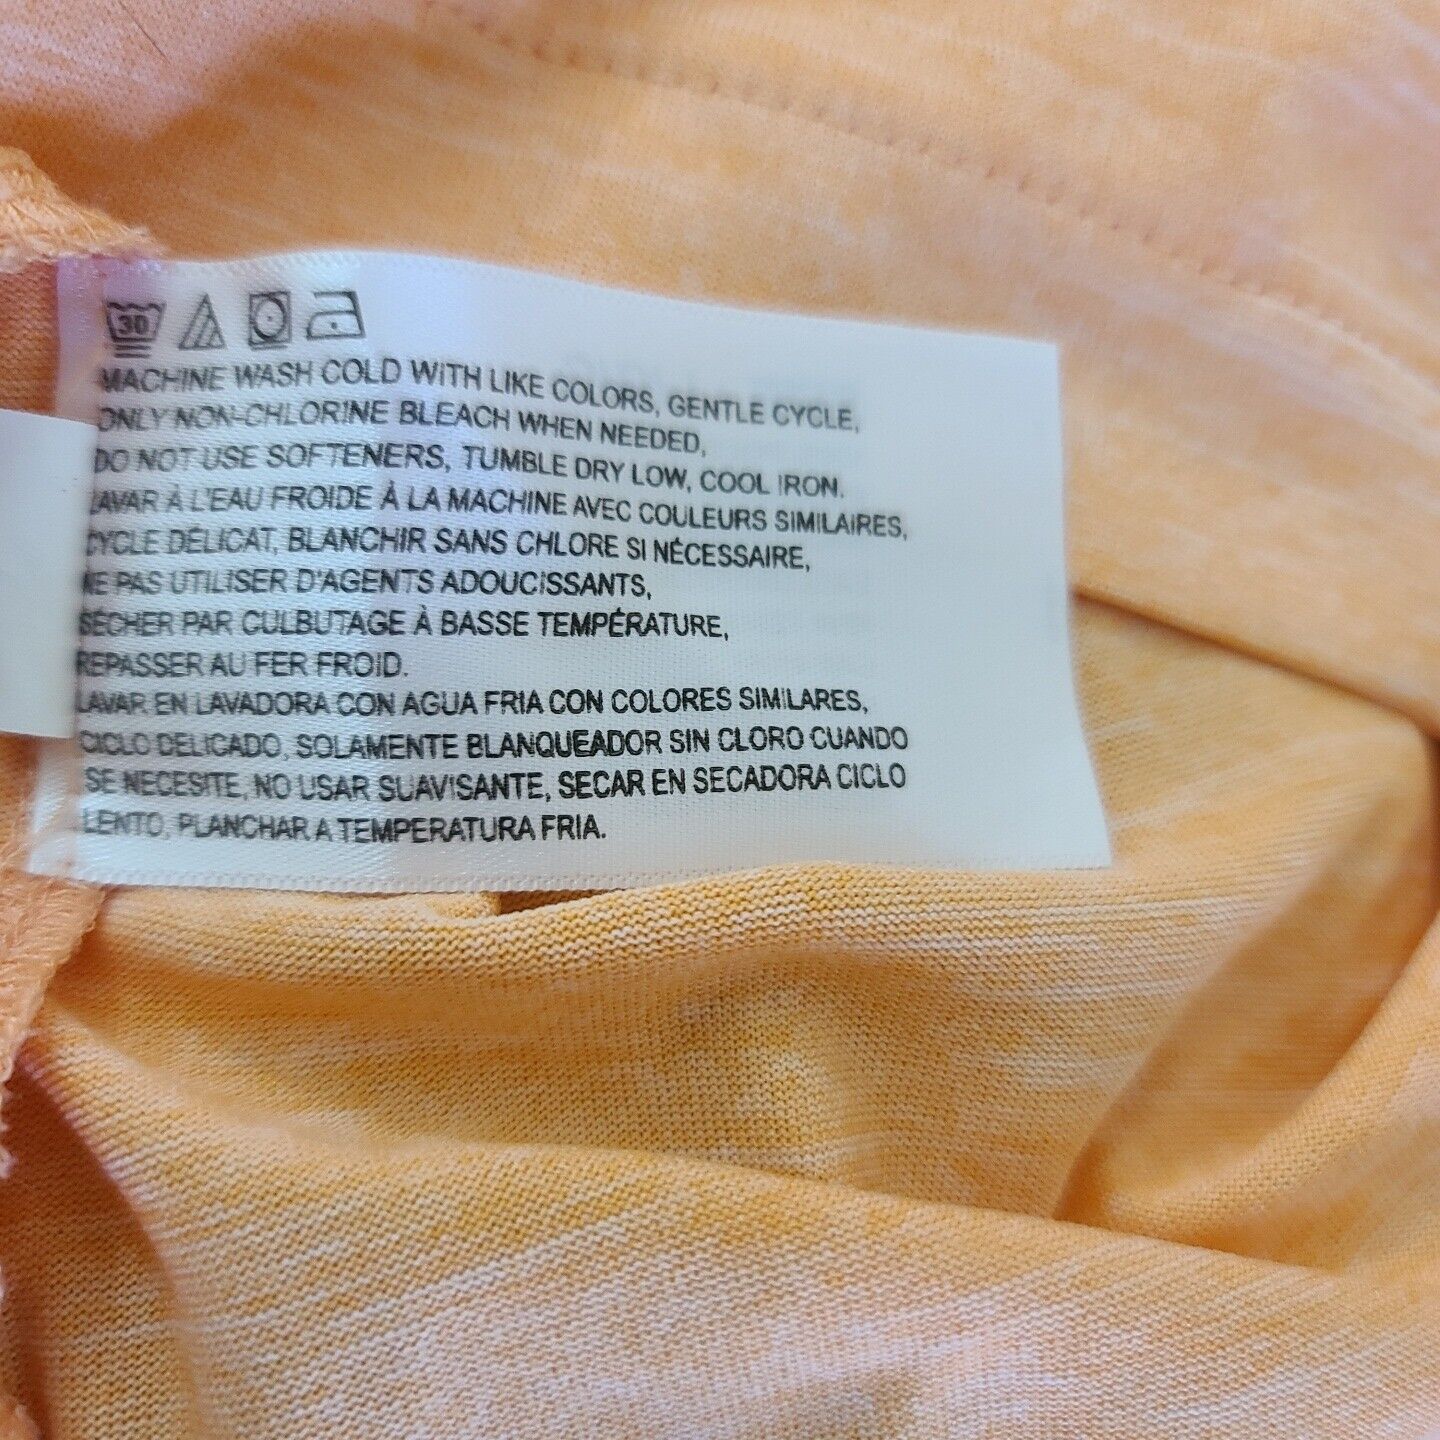 30
MACHINE WASH COLD WITH LIKE COLORS, GENTLE CYCLE,
ONLY NON-CHLORINE BLEACH WHEN NEEDED,
DO NOT USE SOFTENERS, TUMBLE DRY LOW, COOL IRON.
LAVAR À L'EAU FROIDE À LA MACHINE AVEC COULEURS SIMILAIRES,
CYCLE DÉLICAT, BLANCHIR SANS CHLORE SI NÉCESSAIRE,
NE PAS UTILISER D'AGENTS ADOUCISSANTS,
SÉCHER PAR CULBUTAGE À BASSE TEMPÉRATURE,
REPASSER AU FER FROID.
LAVAR EN LAVADORA CON AGUA FRIA CON COLORES SIMILARES,
CICLO DELICADO, SOLAMENTE BLANQUEADOR SIN CLORO CUANDO
SE NECESITE, NO USAR SUAVISANTE, SECAR EN SECADORA CICLO
LENTO, PLANCHAR A TEMPERATURA FRIA.